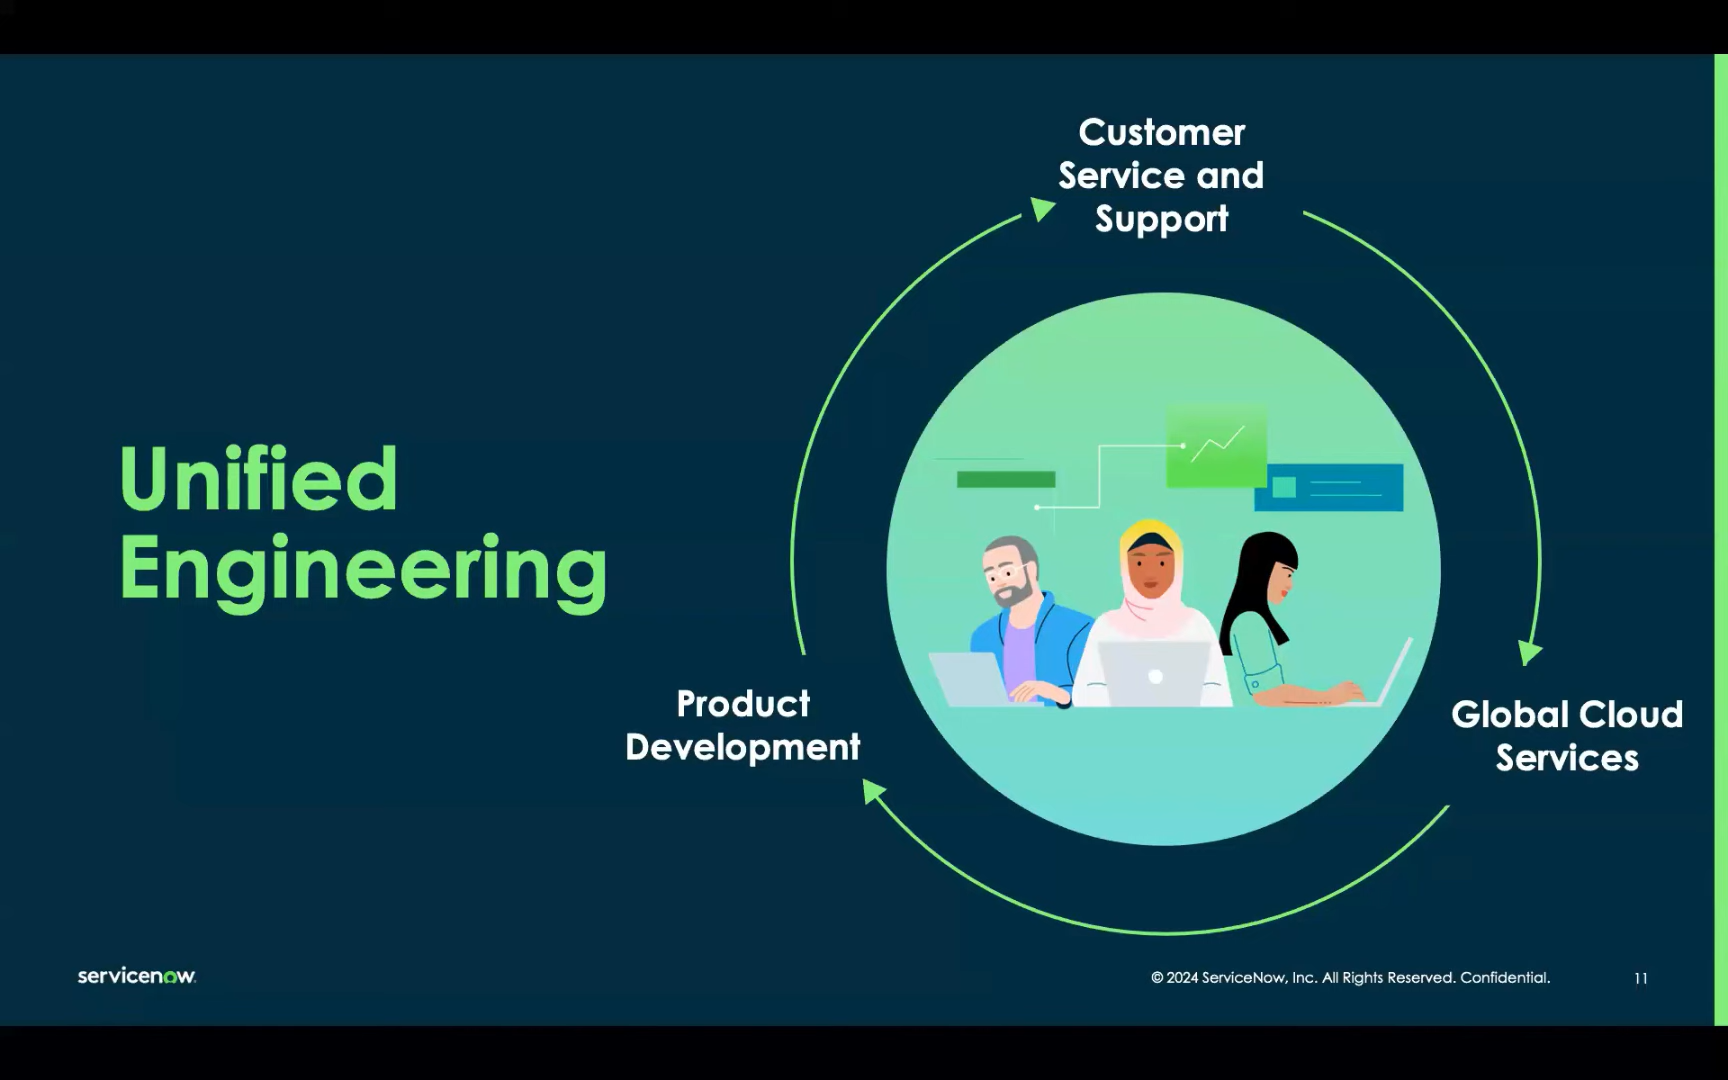 Unified
Engineering
Customer
Service and
Support
Product
Development
Global Cloud
Services
servicenow
© 2024 ServiceNow, Inc. All Rights Reserved. Confidential.
11